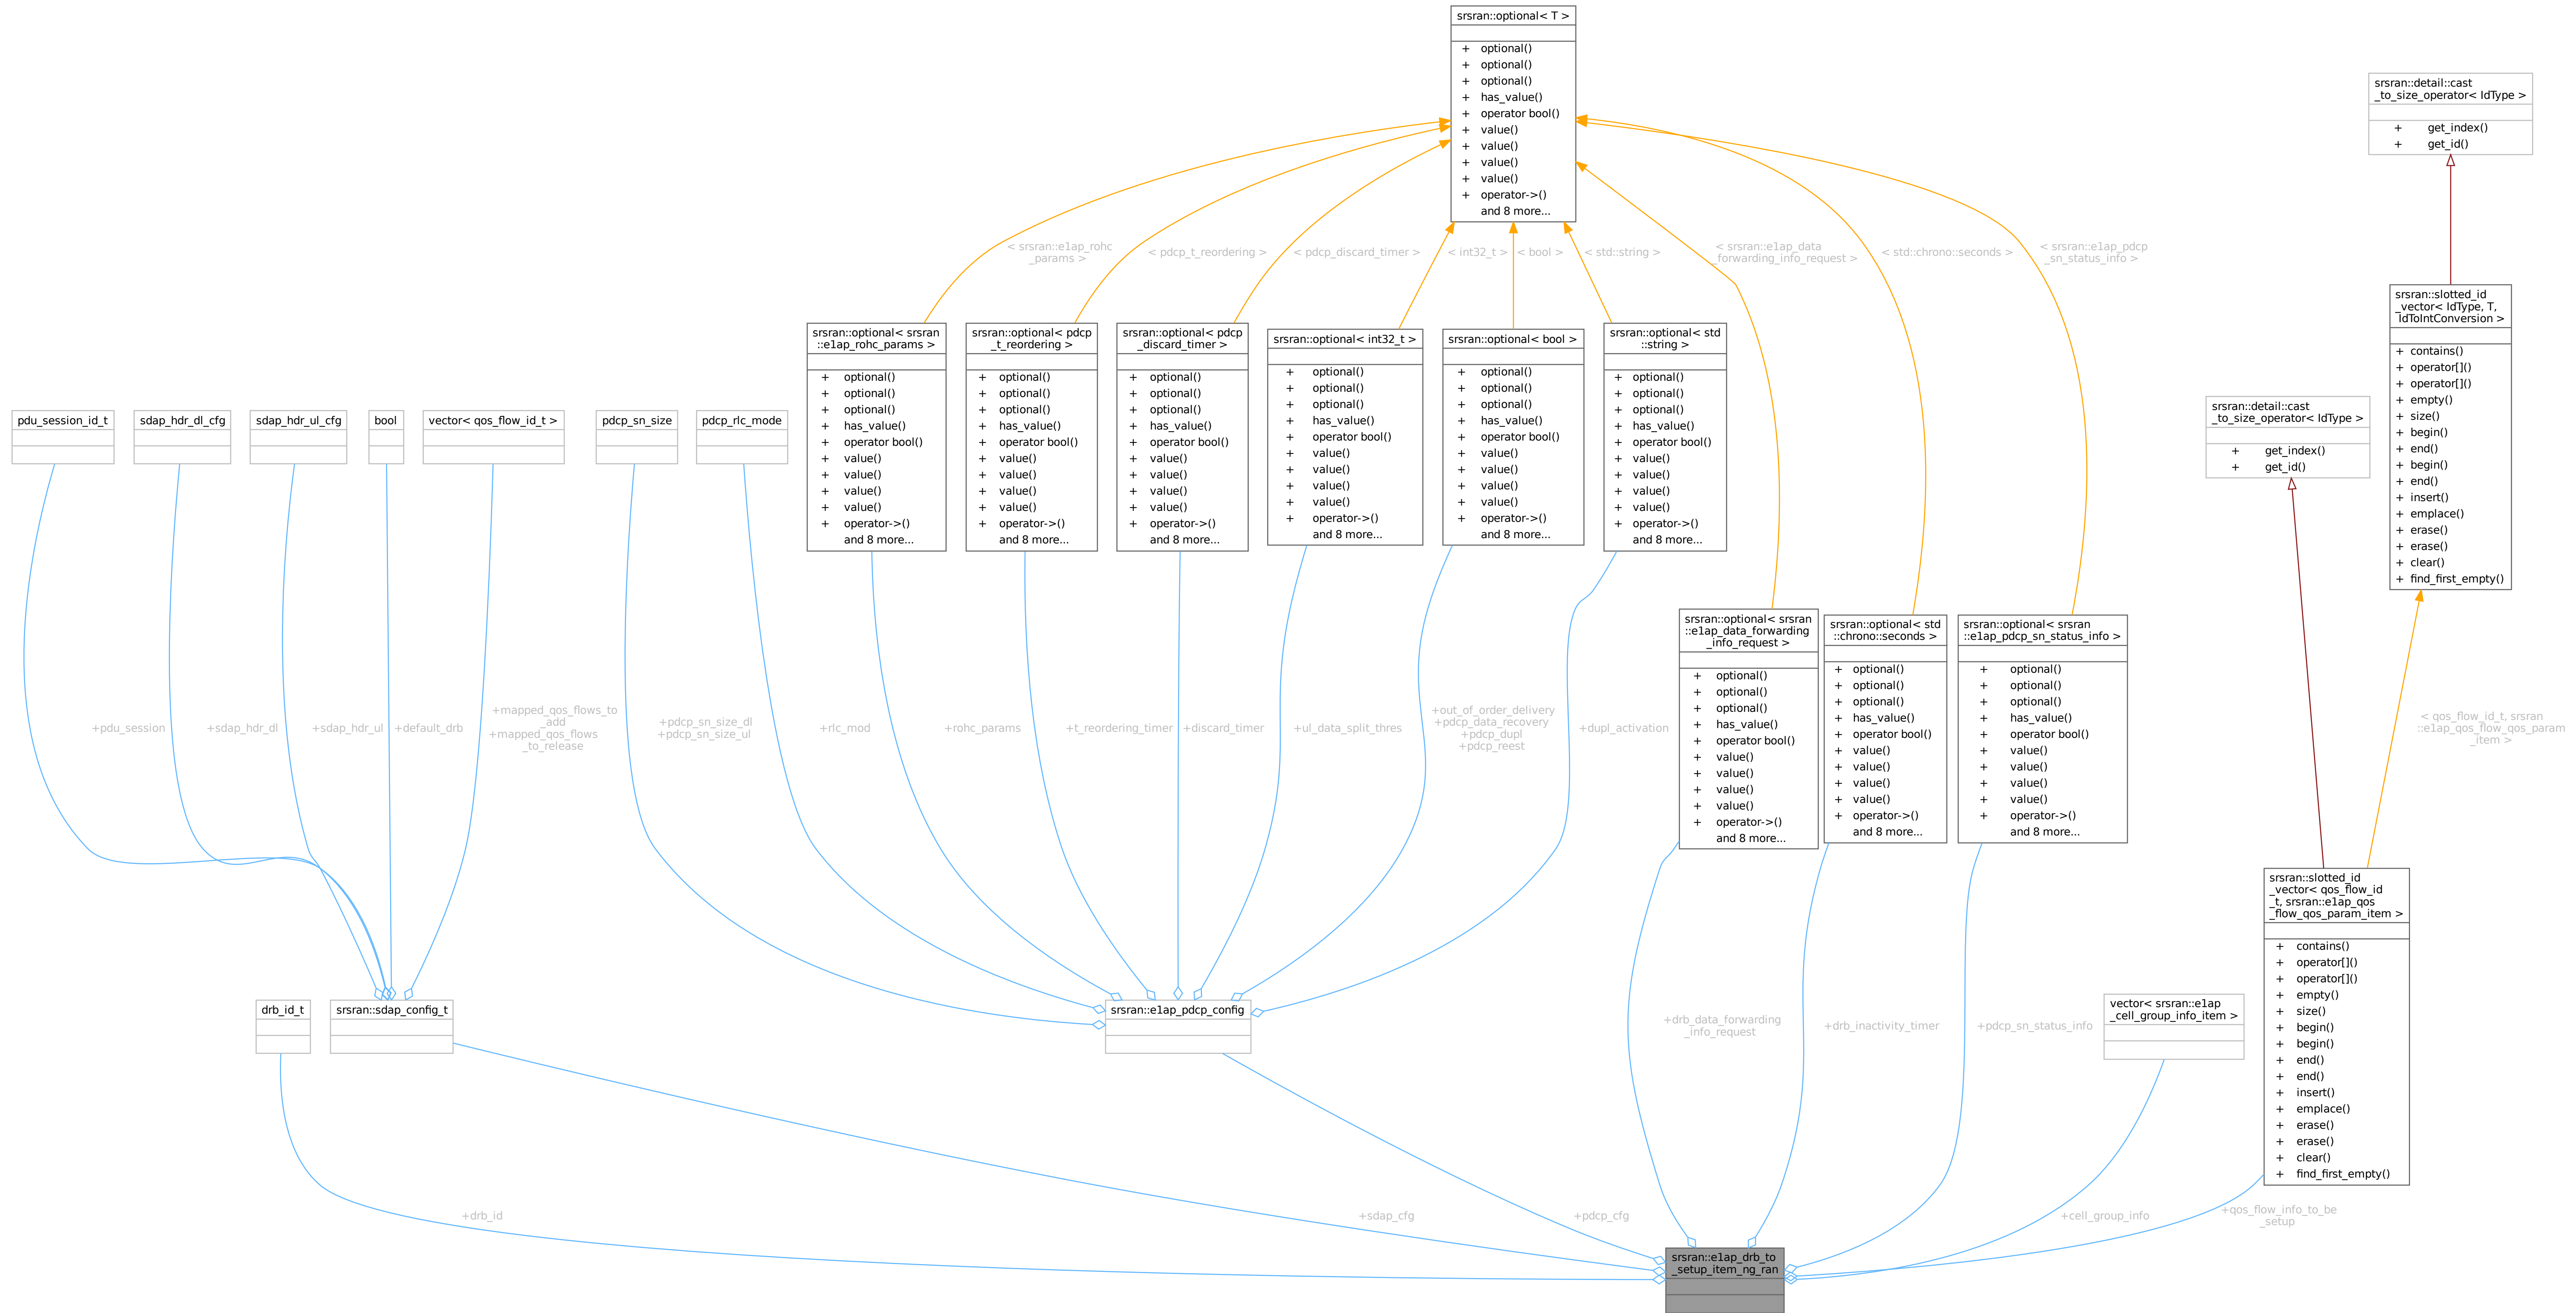 srsran::optional< T >
+ optional()
+ optional()
+ optional()
+ has_value()
+ operator bool()
+ value()
+ value()
+ value()
+ value()
+ operator->()
and 8 more...
srsran::detail::cast
_to_size_operator< IdType >
+ get_index()
+ get_id()
< srsran::e1ap_rohc
_params >
< pdcp_t_reordering >
< pdcp_discard_timer >
< int32_t >
< bool >
< std::string >
< srsran::e1ap_data
_forwarding_info_request >
< std::chrono::seconds >
< srsran::e1ap_pdcp
_sn_status_info >
srsran::slotted_id
_vector< IdType, T,
IdToIntConversion >
+ contains()
+ operator[]()
+ operator[]()
+ empty()
+ size()
+ begin()
+ end()
+ begin()
+ end()
+ insert()
+ emplace()
+ erase()
+ erase()
+ clear()
+ find_first_empty()
srsran::optional< srsran
::e1ap_rohc_params >
+ optional()
+ optional()
+ optional()
+ has_value()
+ operator bool()
+ value()
+ value()
+ value()
+ value()
+ operator->()
and 8 more...
srsran::optional< pdcp
_t_reordering >
+ optional()
+ optional()
+ optional()
+ has_value()
+ operator bool()
+ value()
+ value()
+ value()
+ value()
+ operator->()
and 8 more...
srsran::optional< pdcp
_discard_timer >
+ optional()
+ optional()
+ optional()
+ has_value()
+ operator bool()
+ value()
+ value()
+ value()
+ value()
+ operator->()
and 8 more...
srsran::optional< int32_t >
+ optional()
+ optional()
+ optional()
+ has_value()
+ operator bool()
+ value()
+ value()
+ value()
+ value()
+ operator->()
and 8 more...
srsran::optional< bool >
+ optional()
+ optional()
+ optional()
+ has_value()
+ operator bool()
+ value()
+ value()
+ value()
+ value()
+ operator->()
and 8 more...
srsran::optional< std
::string >
+ optional()
+ optional()
+ optional()
+ has_value()
+ operator bool()
+ value()
+ value()
+ value()
+ value()
+ operator->()
and 8 more...
pdu_session_id_t
sdap_hdr_dl_cfg
sdap_hdr_ul_cfg
bool
vector< qos_flow_id_t >
pdcp_sn_size
pdcp_rlc_mode
srsran::detail::cast
_to_size_operator< IdType >
+ get_index()
+ get_id()
srsran::optional< srsran
::e1ap_data_forwarding
_info_request >
+ optional()
+ optional()
+ optional()
+ has_value()
+ operator bool()
+ value()
+ value()
+ value()
+ value()
+ operator->()
and 8 more...
srsran::optional< std
::chrono::seconds >
+ optional()
+ optional()
+ optional()
+ has_value()
+ operator bool()
+ value()
+ value()
+ value()
+ value()
+ operator->()
and 8 more...
srsran::optional< srsran
::e1ap_pdcp_sn_status_info >
+ optional()
+ optional()
+ optional()
+ has_value()
+ operator bool()
+ value()
+ value()
+ value()
+ value()
+ operator->()
and 8 more...
+pdu_session
+sdap_hdr_dl
+sdap_hdr_ul
+default_drb
+mapped_qos_flows_to
_add
+mapped_qos_flows
_to_release
+pdcp_sn_size_dl
+pdcp_sn_size_ul
+rlc_mod
+rohc_params
+t_reordering_timer
+discard_timer
+ul_data_split_thres
+out_of_order_delivery
+pdcp_data_recovery
+pdcp_dupl
+pdcp_reest
+dupl_activation
< qos_flow_id_t, srsran
::e1ap_qos_flow_qos_param
_item >
srsran::slotted_id
_vector< qos_flow_id
_t, srsran::e1ap_qos
_flow_qos_param_item >
+ contains()
+ operator[]()
+ operator[]()
+ empty()
+ size()
+ begin()
+ begin()
+ end()
+ end()
+ insert()
+ emplace()
+ erase()
+ erase()
+ clear()
+ find_first_empty()
drb_id_t
srsran::sdap_config_t
srsran::e1ap_pdcp_config
vector< srsran::e1ap
_cell_group_info_item >
+drb_data_forwarding
_info_request
+drb_inactivity_timer
+pdcp_sn_status_info
+drb_id
+sdap_cfg
+pdcp_cfg
+cell_group_info
+qos_flow_info_to_be
_setup
srsran::e1ap_drb_to
_setup_item_ng_ran